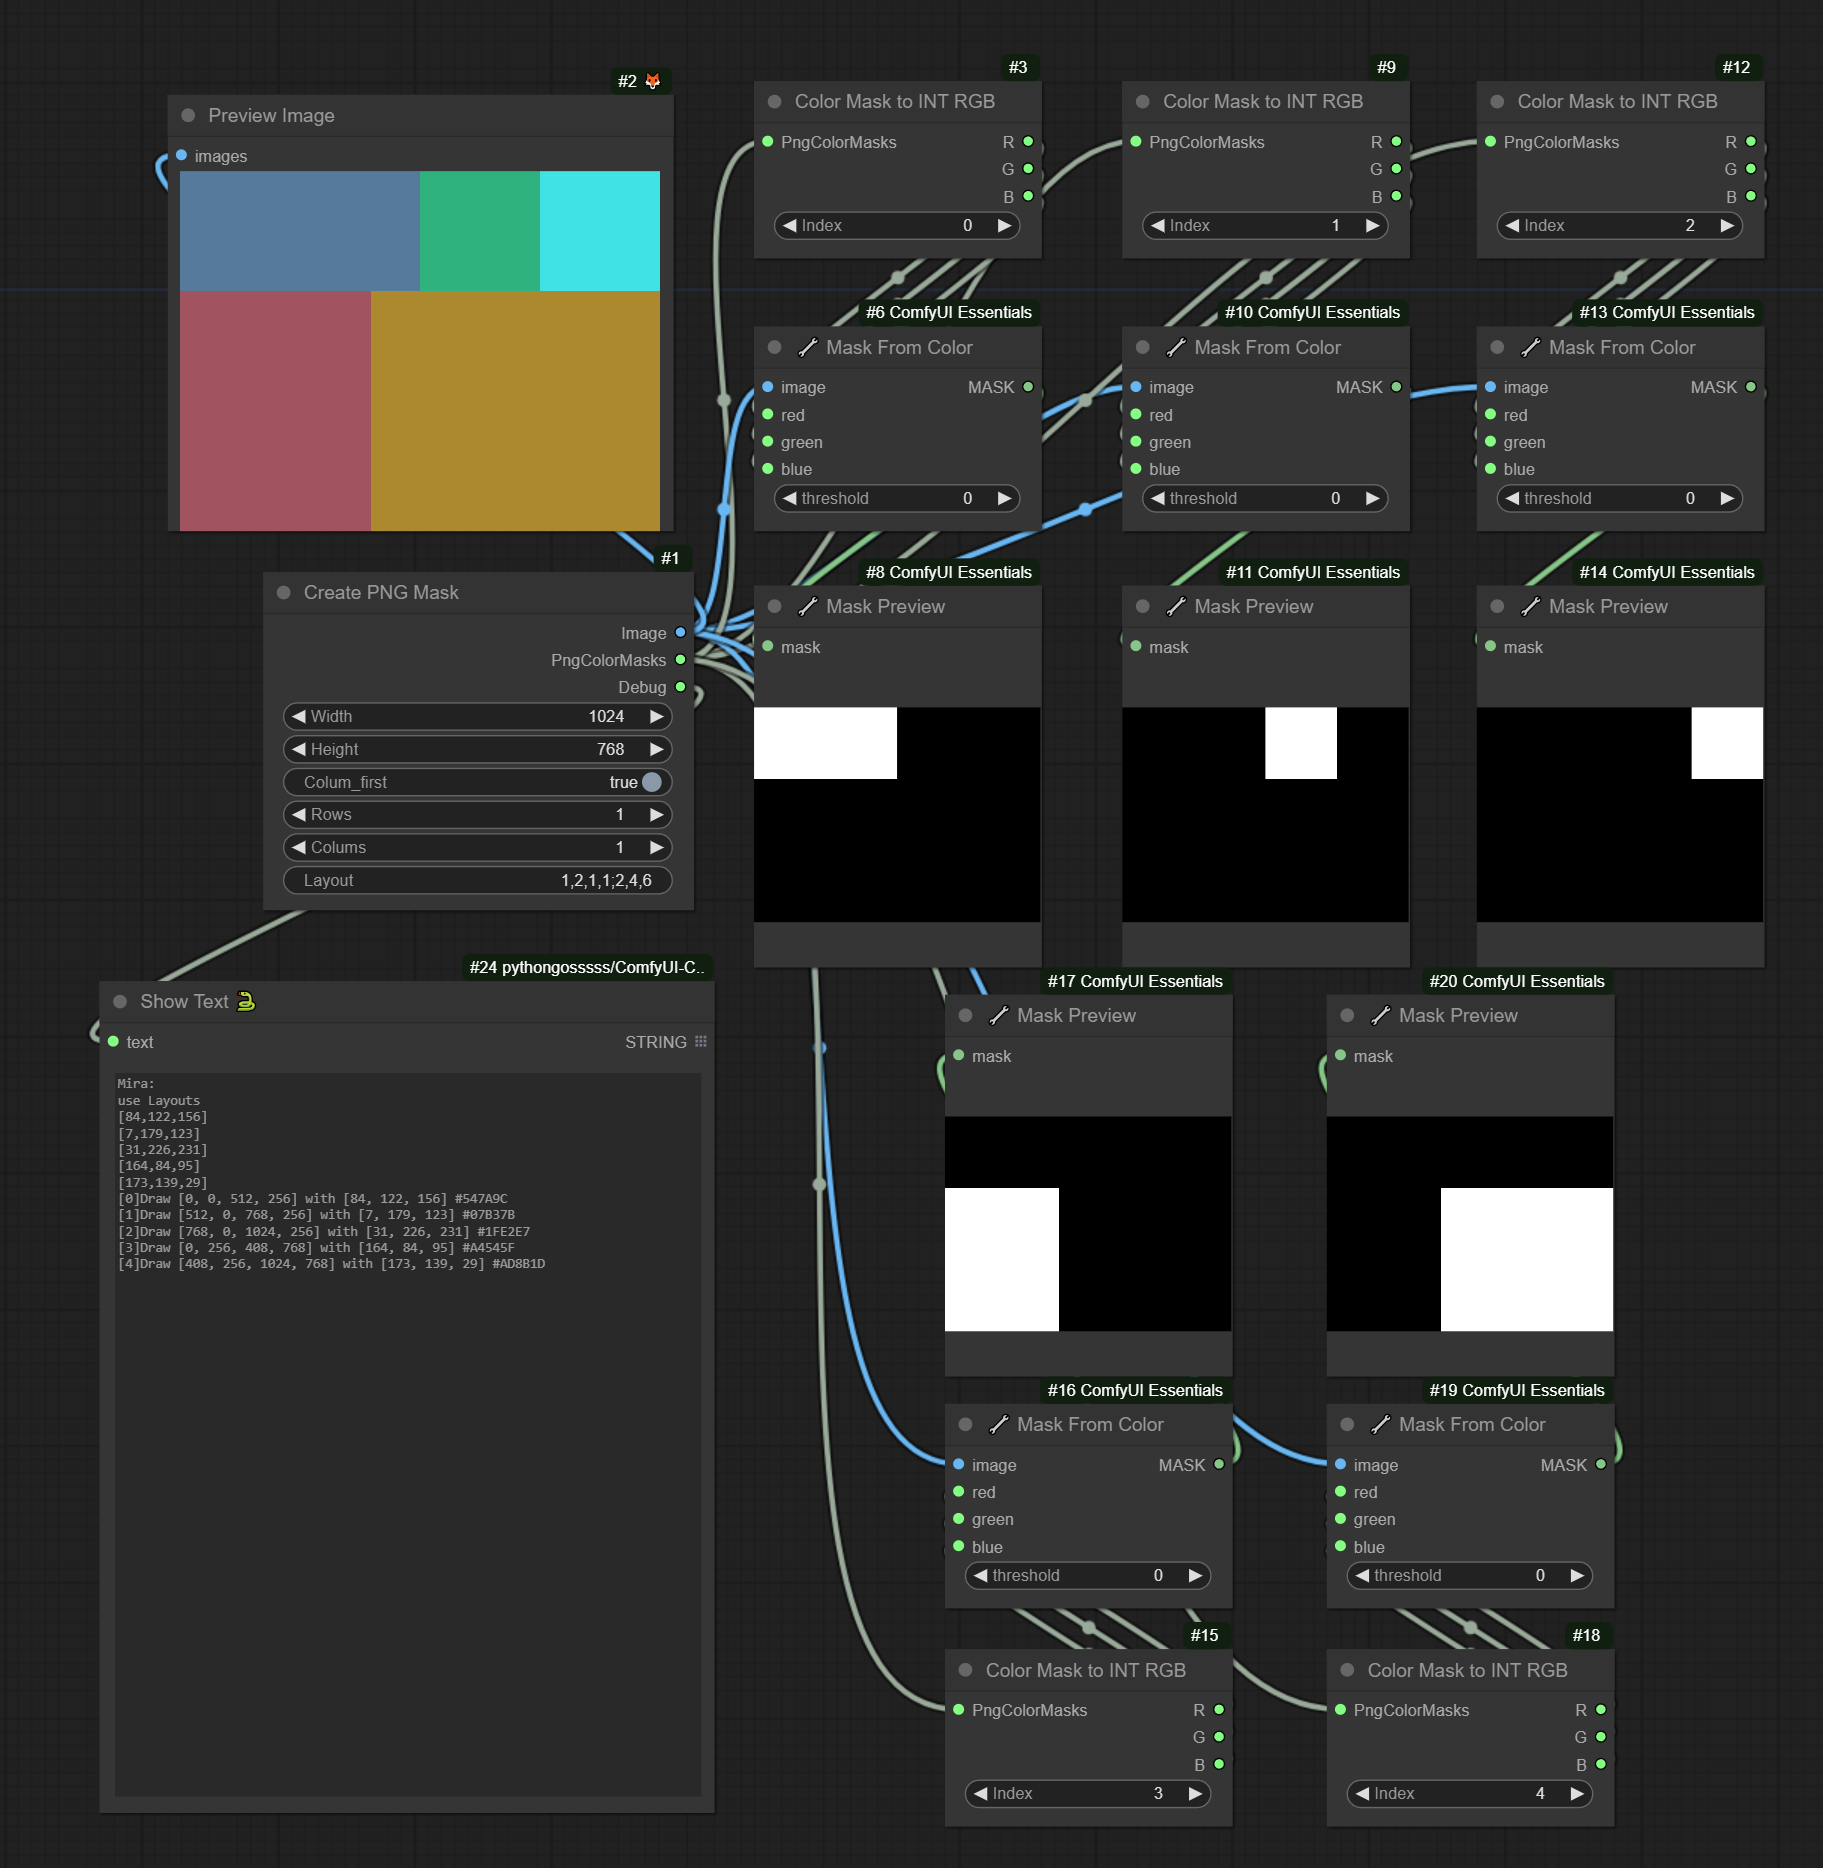 #2
Preview Image
images
#1
Create PNG Mask
Image
PngColorMasks
Debug
Width 1024
Height 768
Colum_first true
Rows 1
Colums 1
Layout 1,2,1,1;2,4,6
#24 pythongosssss/ComfyUI-C..
Show Text
text STRING
Mira:
use Layouts
[84,122,156]
[7,179,123]
[31,226,231]
[164,84,95]
[173,139,29]
[0]Draw [0, 0, 512, 256] with [84, 122, 156] #547A9C
[1]Draw [512, 0, 768, 256] with [7, 179, 123] #07B37B
[2]Draw [768, 0, 1024, 256] with [31, 226, 231] #1FE2E7
[3]Draw [0, 256, 408, 768] with [164, 84, 95] #A4545F
[4]Draw [408, 256, 1024, 768] with [173, 139, 29] #AD8B1D
#3
Color Mask to INT RGB
PngColorMasks R
G
B
Index 0
#9
Color Mask to INT RGB
PngColorMasks R
G
B
Index 1
#12
Color Mask to INT RGB
PngColorMasks R
G
B
Index 2
#6 ComfyUI Essentials
Mask From Color
image MASK
red
green
blue
threshold 0
#10 ComfyUI Essentials
Mask From Color
image MASK
red
green
blue
threshold 0
#13 ComfyUI Essentials
Mask From Color
image MASK
red
green
blue
threshold 0
#8 ComfyUI Essentials
Mask Preview
mask
#11 ComfyUI Essentials
Mask Preview
mask
#14 ComfyUI Essentials
Mask Preview
mask
#17 ComfyUI Essentials
Mask Preview
mask
#20 ComfyUI Essentials
Mask Preview
mask
#16 ComfyUI Essentials
Mask From Color
image MASK
red
green
blue
threshold 0
#19 ComfyUI Essentials
Mask From Color
image MASK
red
green
blue
threshold 0
#15
Color Mask to INT RGB
PngColorMasks R
G
B
Index 3
#18
Color Mask to INT RGB
PngColorMasks R
G
B
Index 4